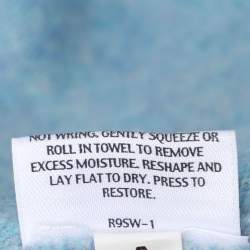 NOT WRING. GENTLY SQUEEZE OR
ROLL IN TOWEL TO REMOVE
EXCESS MOISTURE. RESHAPE AND
LAY FLAT TO DRY. PRESS TO
RESTORE.
R9SW-1